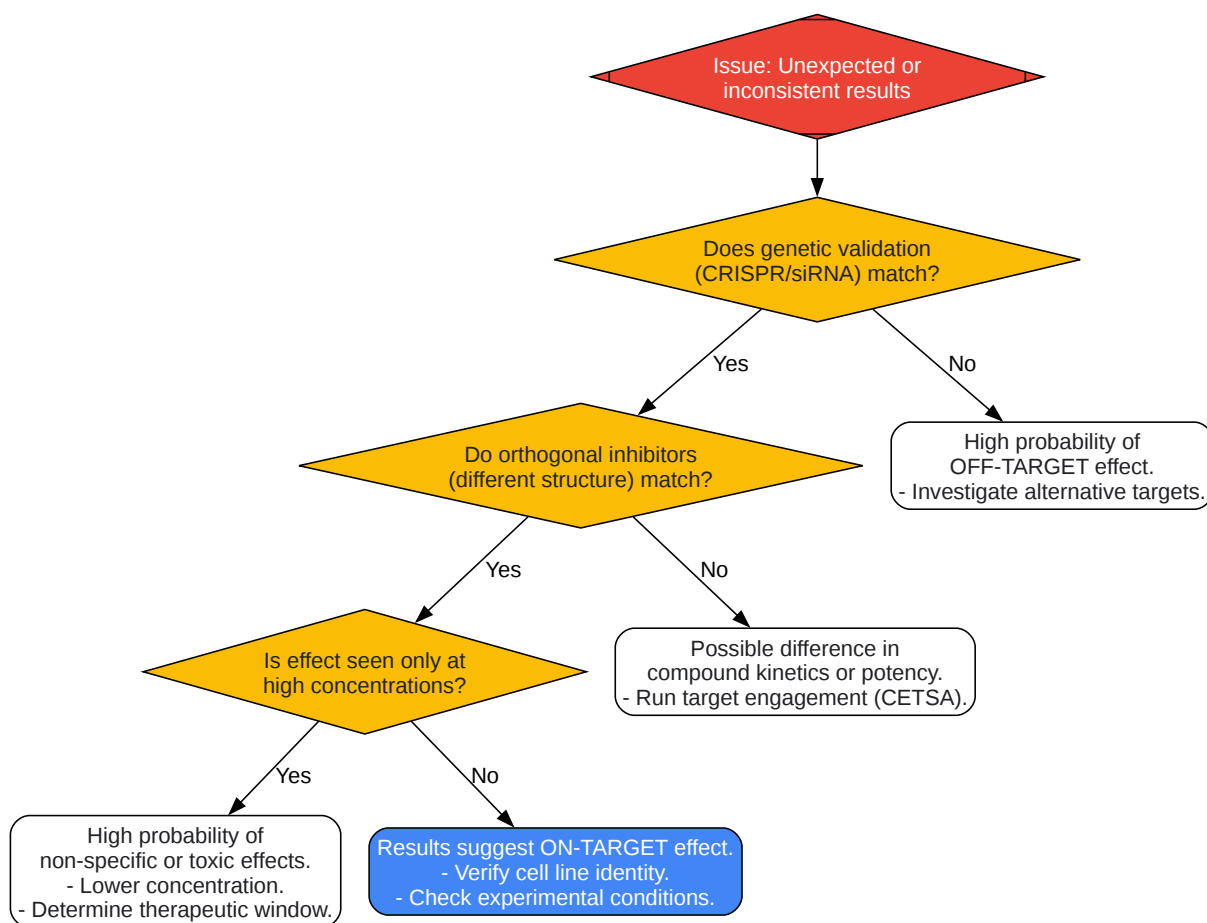 Issue: Unexpected or
inconsistent results
Does genetic validation
(CRISPR/siRNA) match?
Yes
No
Do orthogonal inhibitors
(different structure) match?
High probability of
OFF-TARGET effect.
- Investigate alternative targets.
Yes
No
Is effect seen only at
high concentrations?
Possible difference in
compound kinetics or potency.
- Run target engagement (CETSA).
Yes
No
High probability of
non-specific or toxic effects.
- Lower concentration.
- Determine therapeutic window.
Results suggest ON-TARGET effect.
- Verify cell line identity.
- Check experimental conditions.